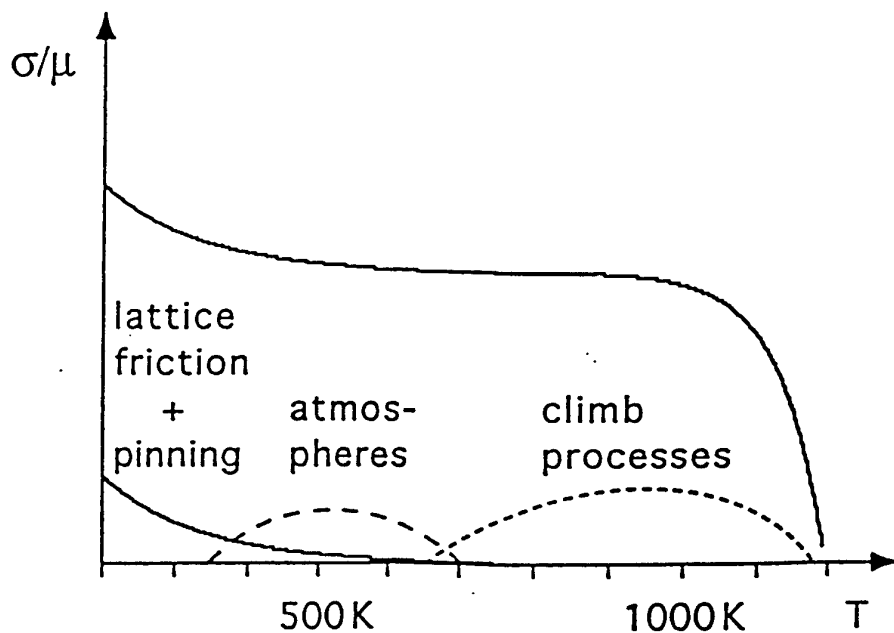 σ/μ
lattice
friction
+
pinning
atmos-
pheres
climb
processes
500K
1000K
T